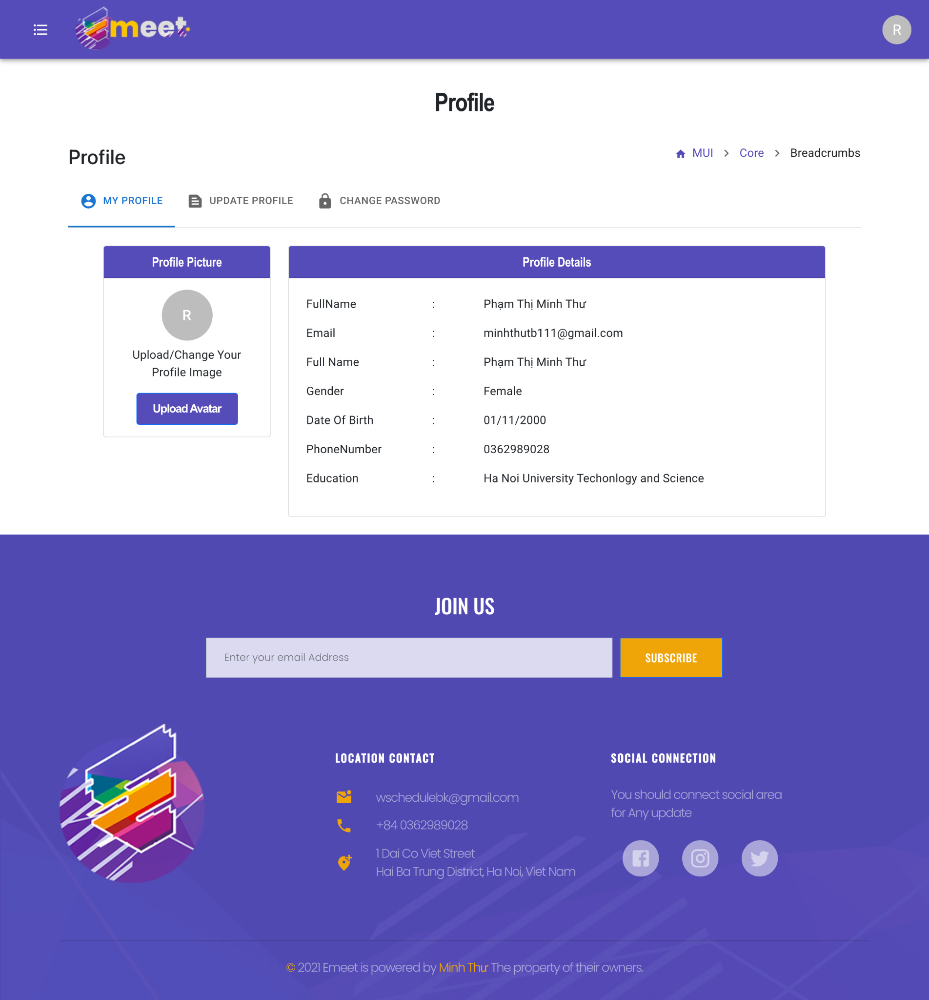 meet.
R
Profile
Profile
MUI > Core > Breadcrumbs
MY PROFILE UPDATE PROFILE CHANGE PASSWORD
Profile Picture
R
Upload/Change Your
Profile Image
Upload Avatar
Profile Details
FullName : Phạm Thị Minh Thư
Email : minhthutb111@gmail.com
Full Name : Phạm Thị Minh Thư
Gender : Female
Date Of Birth : 01/11/2000
PhoneNumber : 0362989028
Education : Ha Noi University Techonlogy and Science
JOIN US
Enter your email Address
SUBSCRIBE
LOCATION CONTACT
wschedulebk@gmail.com
+84 0362989028
1 Dai Co Viet Street
Hai Ba Trung District, Ha Noi, Viet Nam
SOCIAL CONNECTION
You should connect social area
for Any update
© 2021 Emeet is powered by Minh Thư The property of their owners.